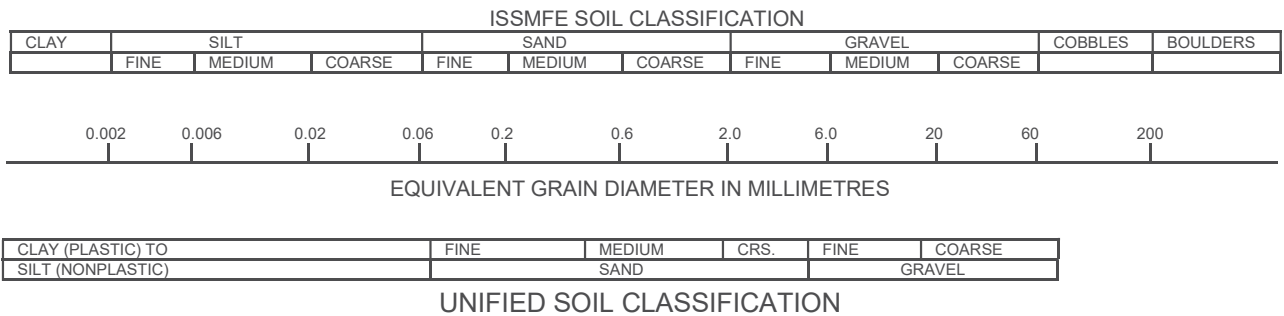 ISSMFE SOIL CLASSIFICATION
CLAY SILT SAND GRAVEL COBBLES BOULDERS
FINE MEDIUM COARSE FINE MEDIUM COARSE FINE MEDIUM COARSE
0.002 0.006 0.02 0.06 0.2 0.6 2.0 6.0 20 60 200
EQUIVALENT GRAIN DIAMETER IN MILLIMETRES
CLAY (PLASTIC) TO FINE MEDIUM CRS. FINE COARSE
SILT (NONPLASTIC) SAND GRAVEL
UNIFIED SOIL CLASSIFICATION